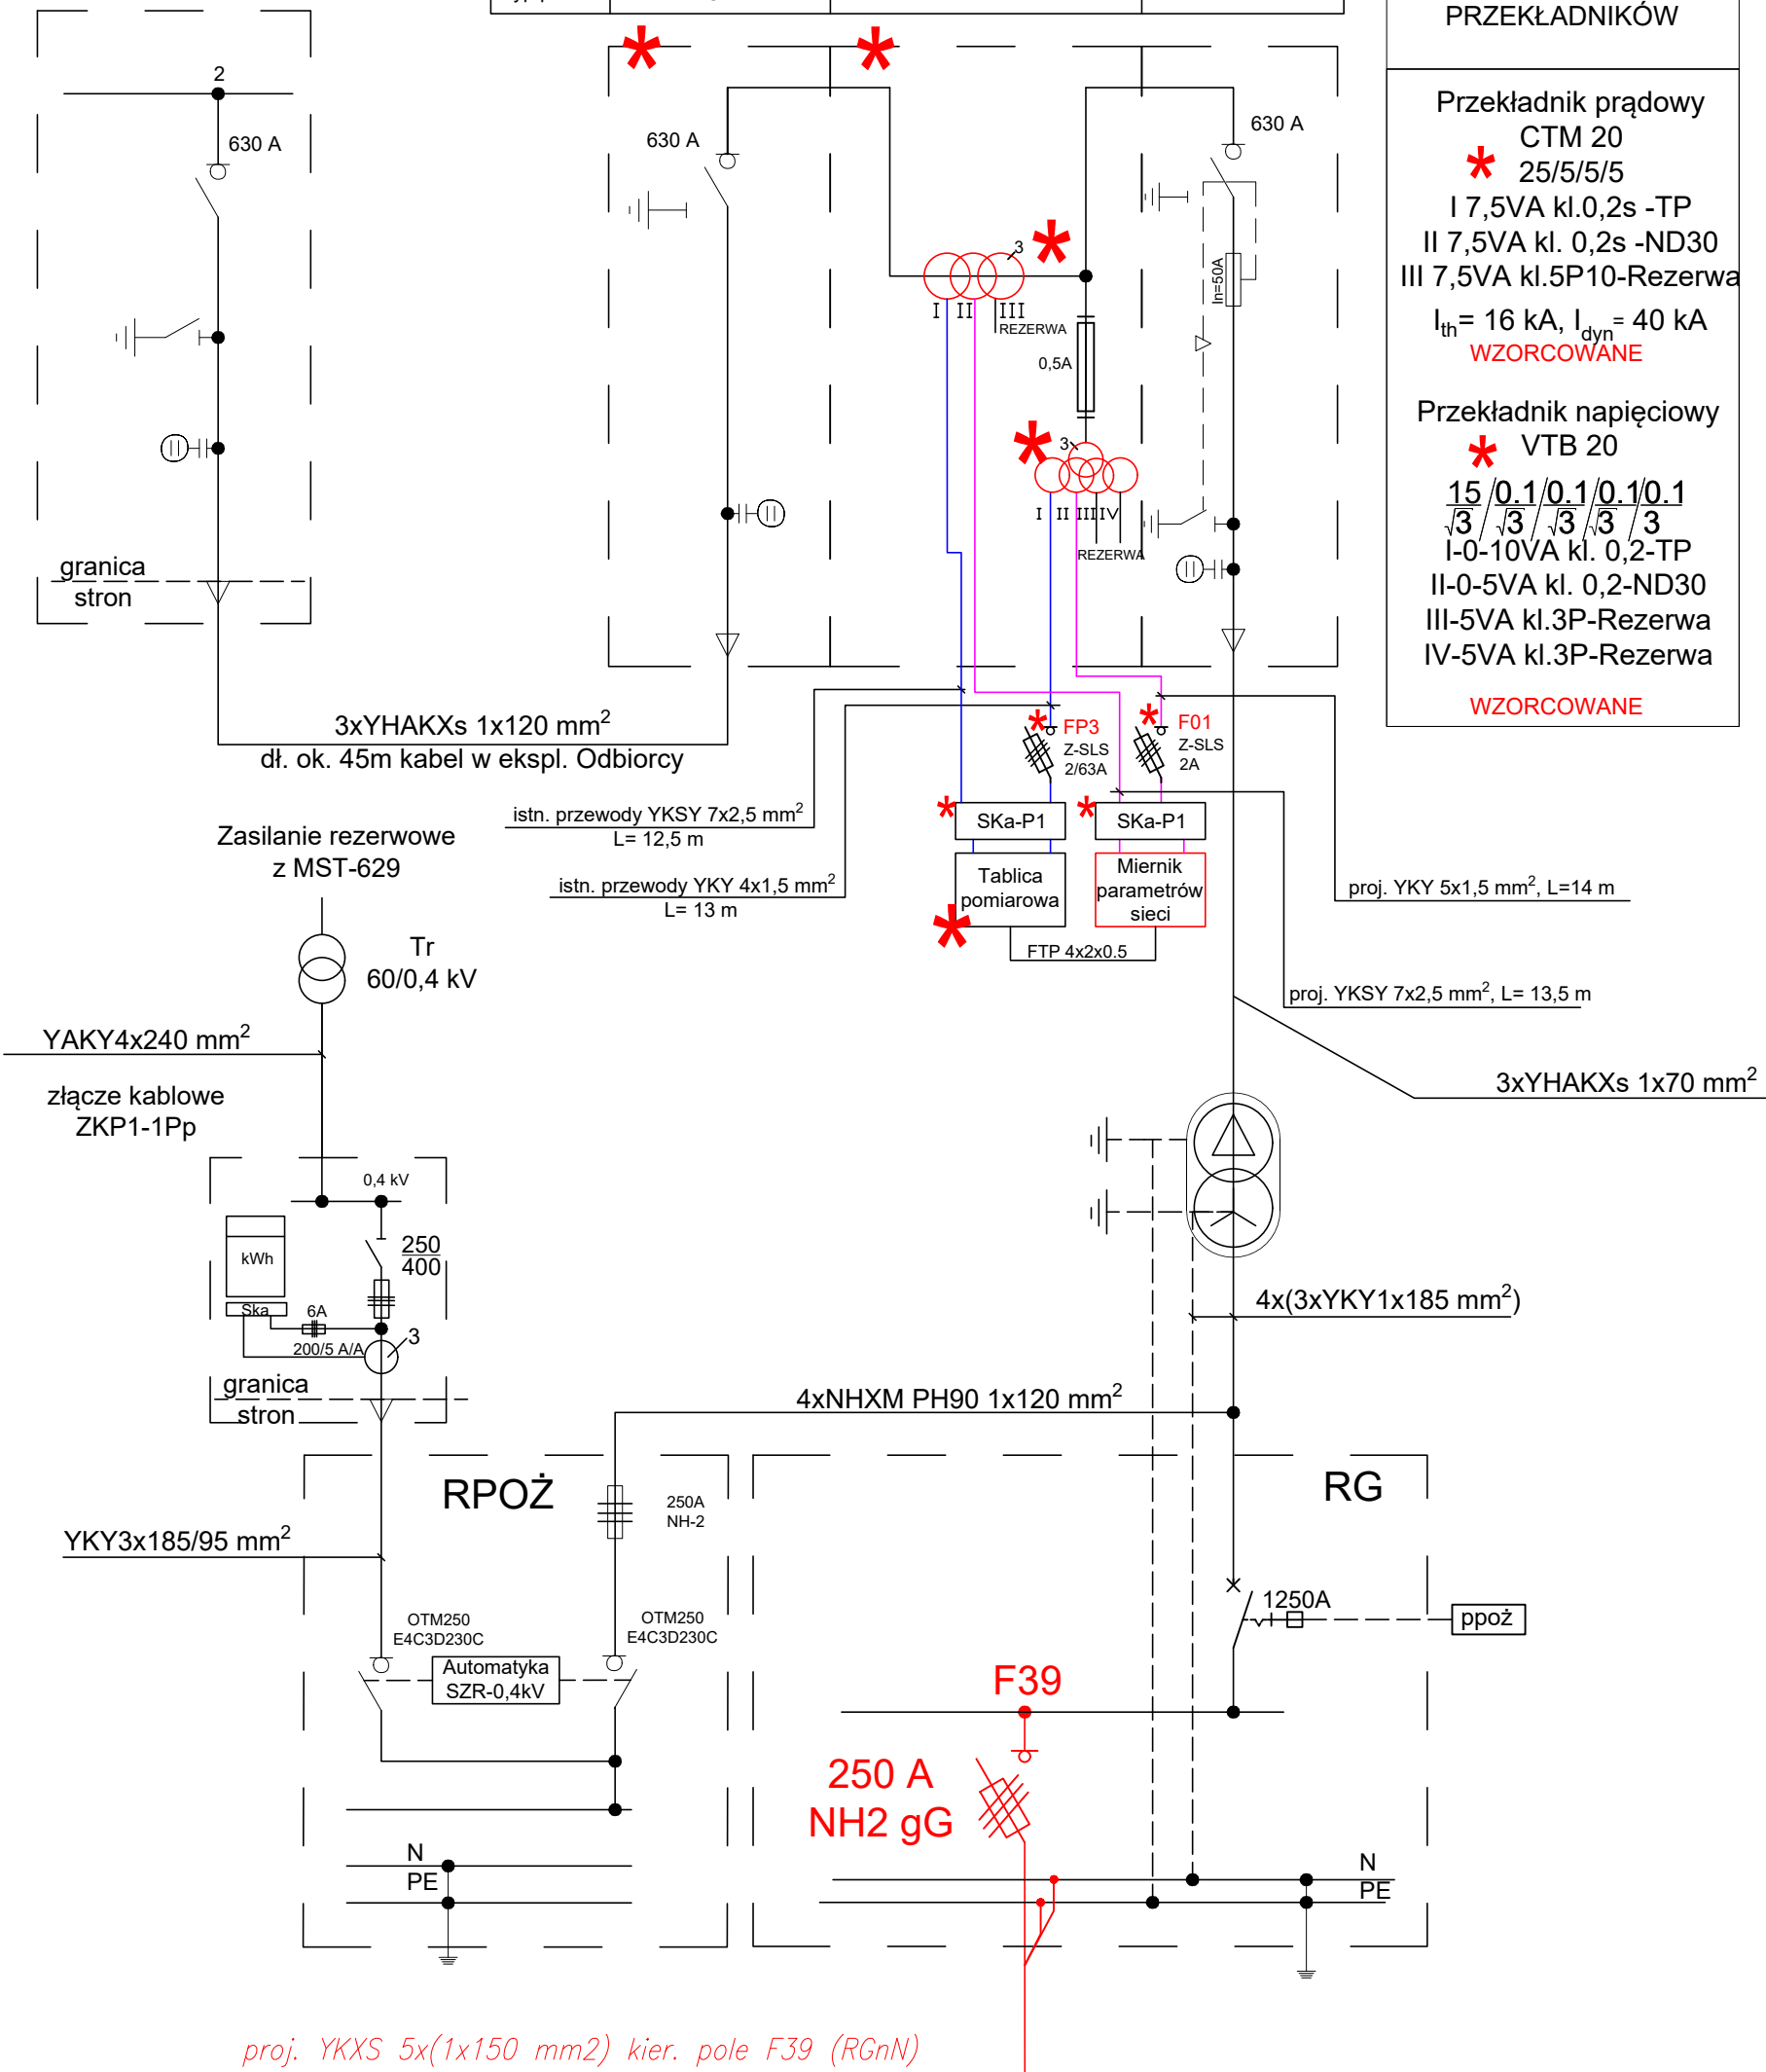 PRZEKŁADNIKÓW
Przekładnik prądowy
CTM 20
* 25/5/5/5
I 7,5VA kl.0,2s -TP
II 7,5VA kl. 0,2s -ND30
III 7,5VA kl.5P10-Rezerwa
Ith= 16 kA, Idyn= 40 kA
WZORCOWANE
Przekładnik napięciowy
* VTB 20
15/√3 / 0.1/√3 / 0.1/√3 / 0.1/√3 / 0.1/3
I-0-10VA kl. 0,2-TP
II-0-5VA kl. 0,2-ND30
III-5VA kl.3P-Rezerwa
IV-5VA kl.3P-Rezerwa
WZORCOWANE
2
630 A
granica
stron
* *
630 A
630 A
* 3
I II III
REZERWA
In=50A
0,5A
* 3
I II III IV
REZERWA
3xYHAKXs 1x120 mm²
dł. ok. 45m kabel w ekspl. Odbiorcy
* FP3
Z-SLS
2/63A
* F01
Z-SLS
2A
istn. przewody YKSY 7x2,5 mm²
L= 12,5 m
* SKa-P1
* SKa-P1
istn. przewody YKY 4x1,5 mm²
L= 13 m
Tablica
pomiarowa
*
Miernik
parametrów
sieci
FTP 4x2x0.5
proj. YKY 5x1,5 mm², L=14 m
proj. YKSY 7x2,5 mm², L= 13,5 m
3xYHAKXs 1x70 mm²
Zasilanie rezerwowe
z MST-629
Tr
60/0,4 kV
YAKY4x240 mm²
złącze kablowe
ZKP1-1Pp
0,4 kV
kWh
250
400
Ska
6A
200/5 A/A
3
granica
stron
4x(3xYKY1x185 mm²)
4xNHXM PH90 1x120 mm²
RPOŻ
250A
NH-2
YKY3x185/95 mm²
OTM250
E4C3D230C
OTM250
E4C3D230C
Automatyka
SZR-0,4kV
N
PE
RG
1250A
ppoż
F39
250 A
NH2 gG
N
PE
proj. YKXS 5x(1x150 mm2) kier. pole F39 (RGnN)